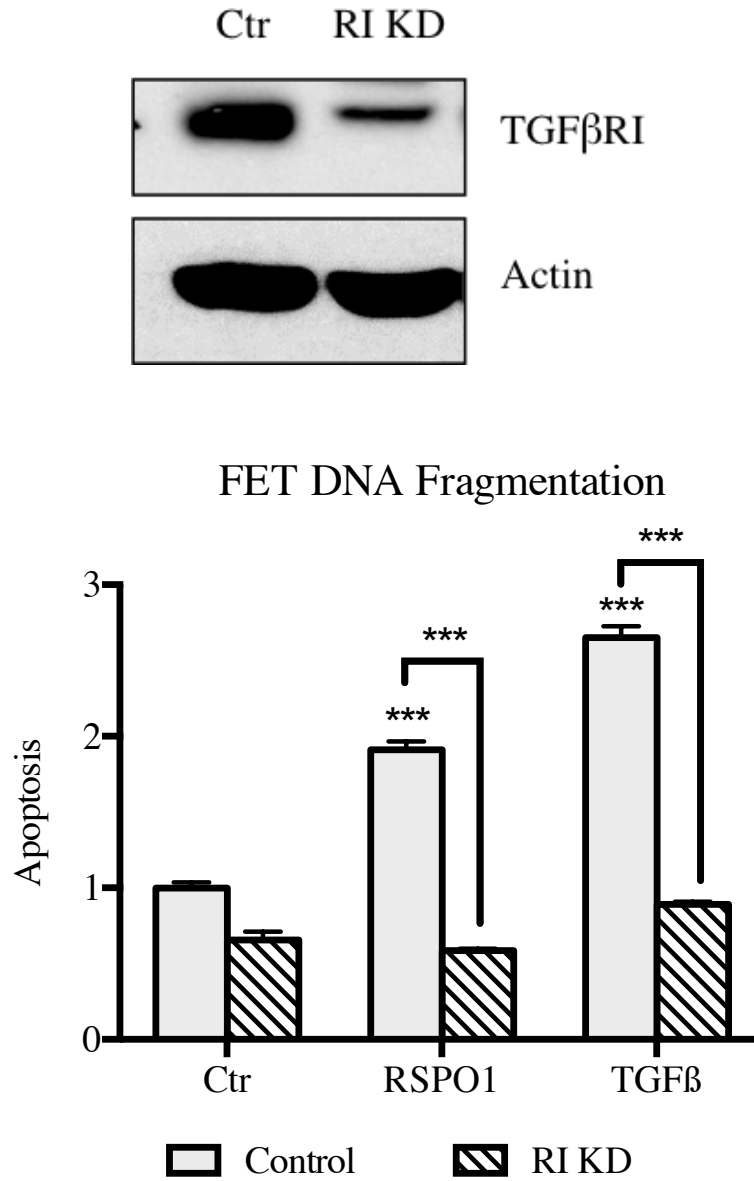 Ctr RI KD
TGFβRI
Actin
FET DNA Fragmentation
***
3
***
***
***
2
Apoptosis
1
0
Ctr RSPO1 TGFß
Control RI KD